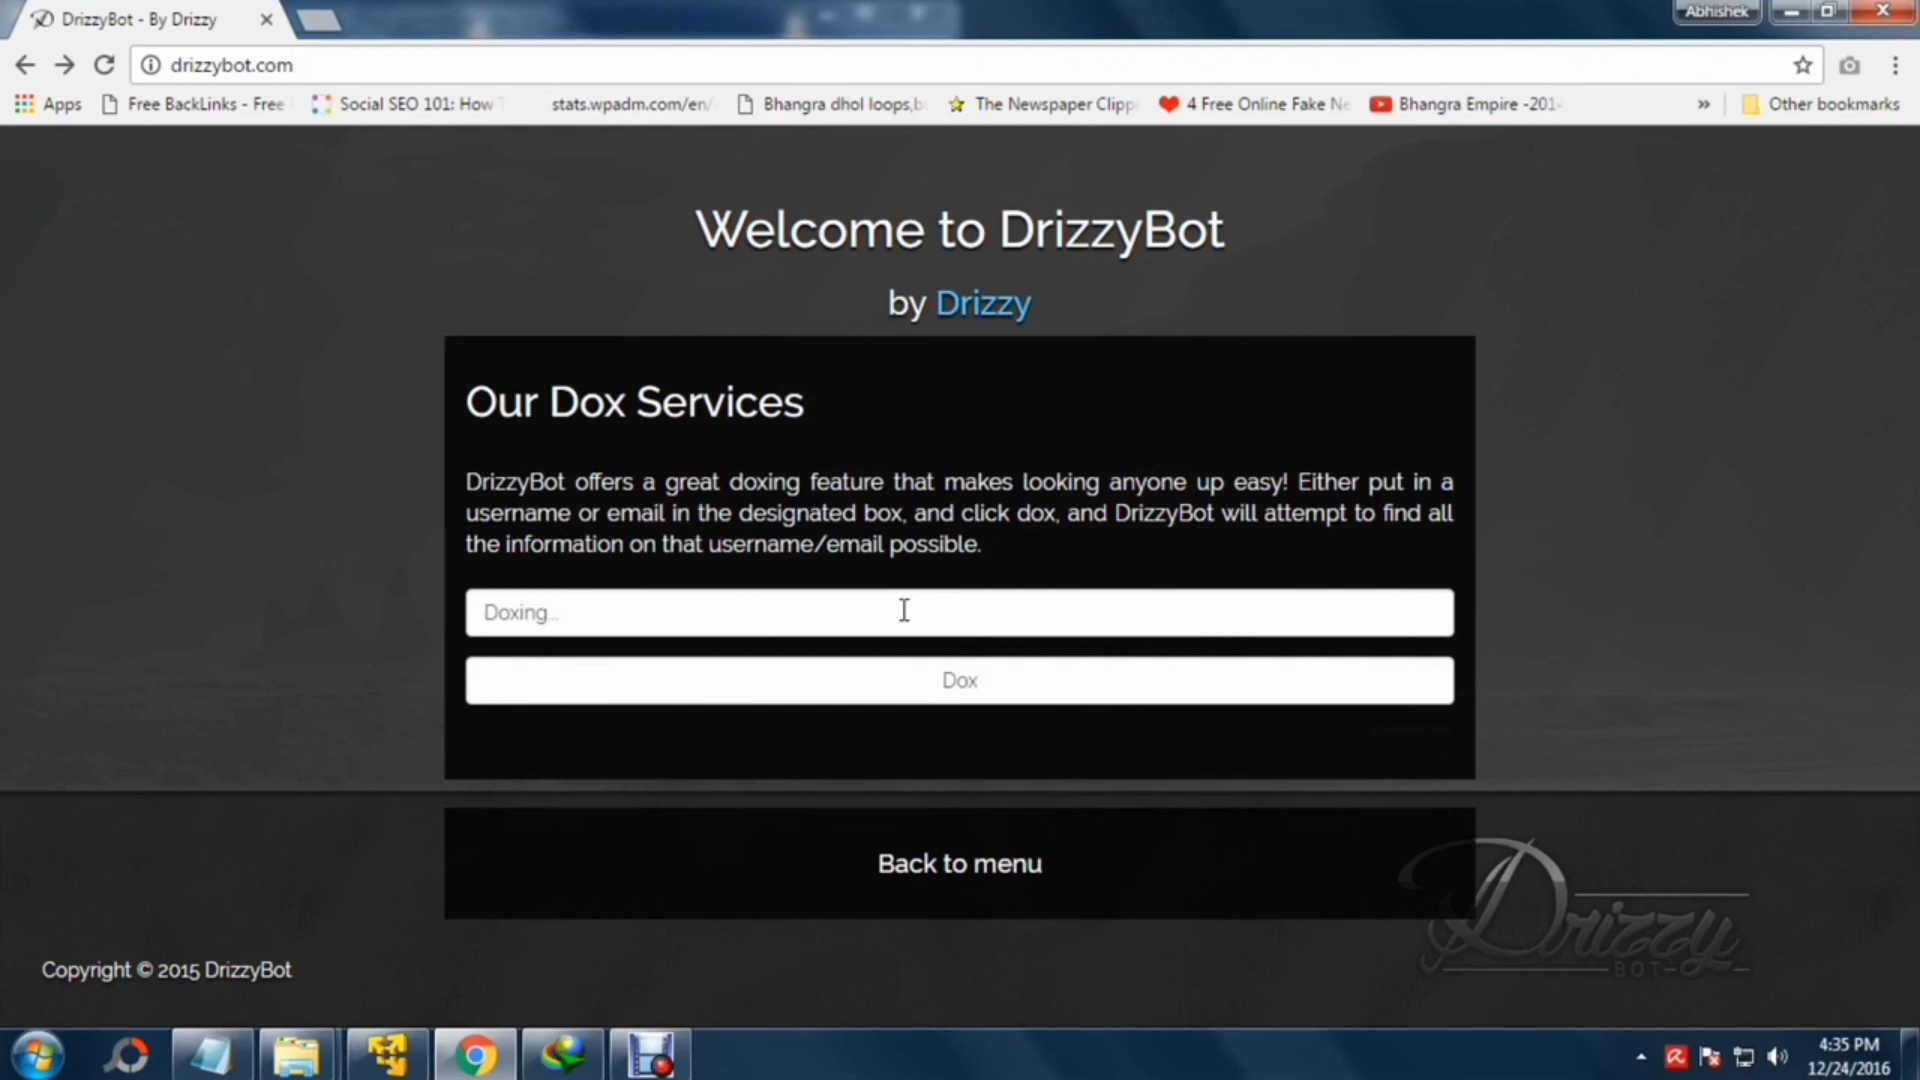 DrizzyBot - By Drizzy
Abhishek
drizzybot.com
Apps Free BackLinks - Free Social SEO 101: How stats.wpadm.com/en/ Bhangra dhol loops,b The Newspaper Clippi 4 Free Online Fake Ne Bhangra Empire -2014 » Other bookmarks
Welcome to DrizzyBot
by Drizzy
Our Dox Services
DrizzyBot offers a great doxing feature that makes looking anyone up easy! Either put in a
username or email in the designated box, and click dox, and DrizzyBot will attempt to find all
the information on that username/email possible.
Doxing...
Dox
Back to menu
Drizzy
BOT
Copyright © 2015 DrizzyBot
4:35 PM
12/24/2016